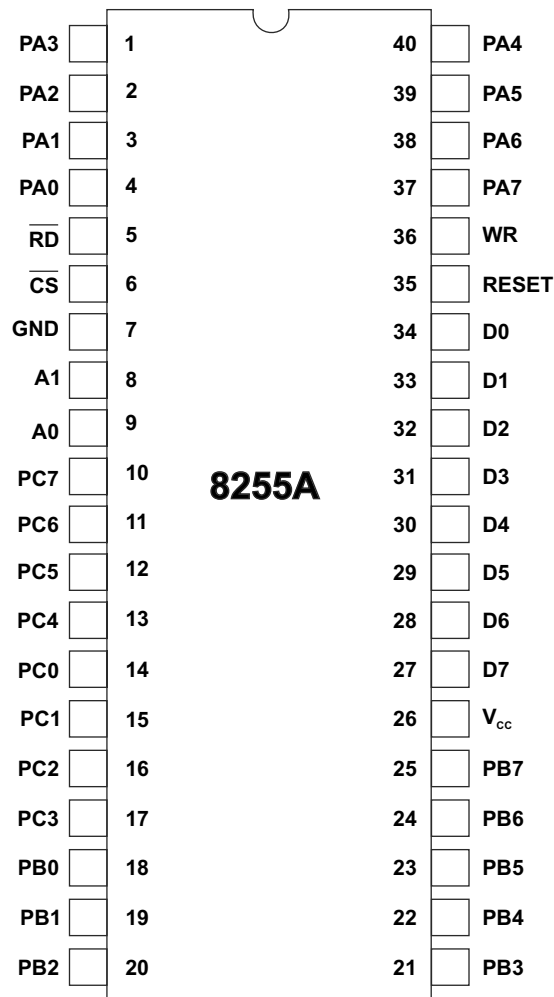 PA3 1 40 PA4
PA2 2 39 PA5
PA1 3 38 PA6
PA0 4 37 PA7
R̅D̅ 5 36 WR
C̅S̅ 6 35 RESET
GND 7 34 D0
A1 8 33 D1
A0 9 32 D2
PC7 10 8255A 31 D3
PC6 11 30 D4
PC5 12 29 D5
PC4 13 28 D6
PC0 14 27 D7
PC1 15 26 Vcc
PC2 16 25 PB7
PC3 17 24 PB6
PB0 18 23 PB5
PB1 19 22 PB4
PB2 20 21 PB3